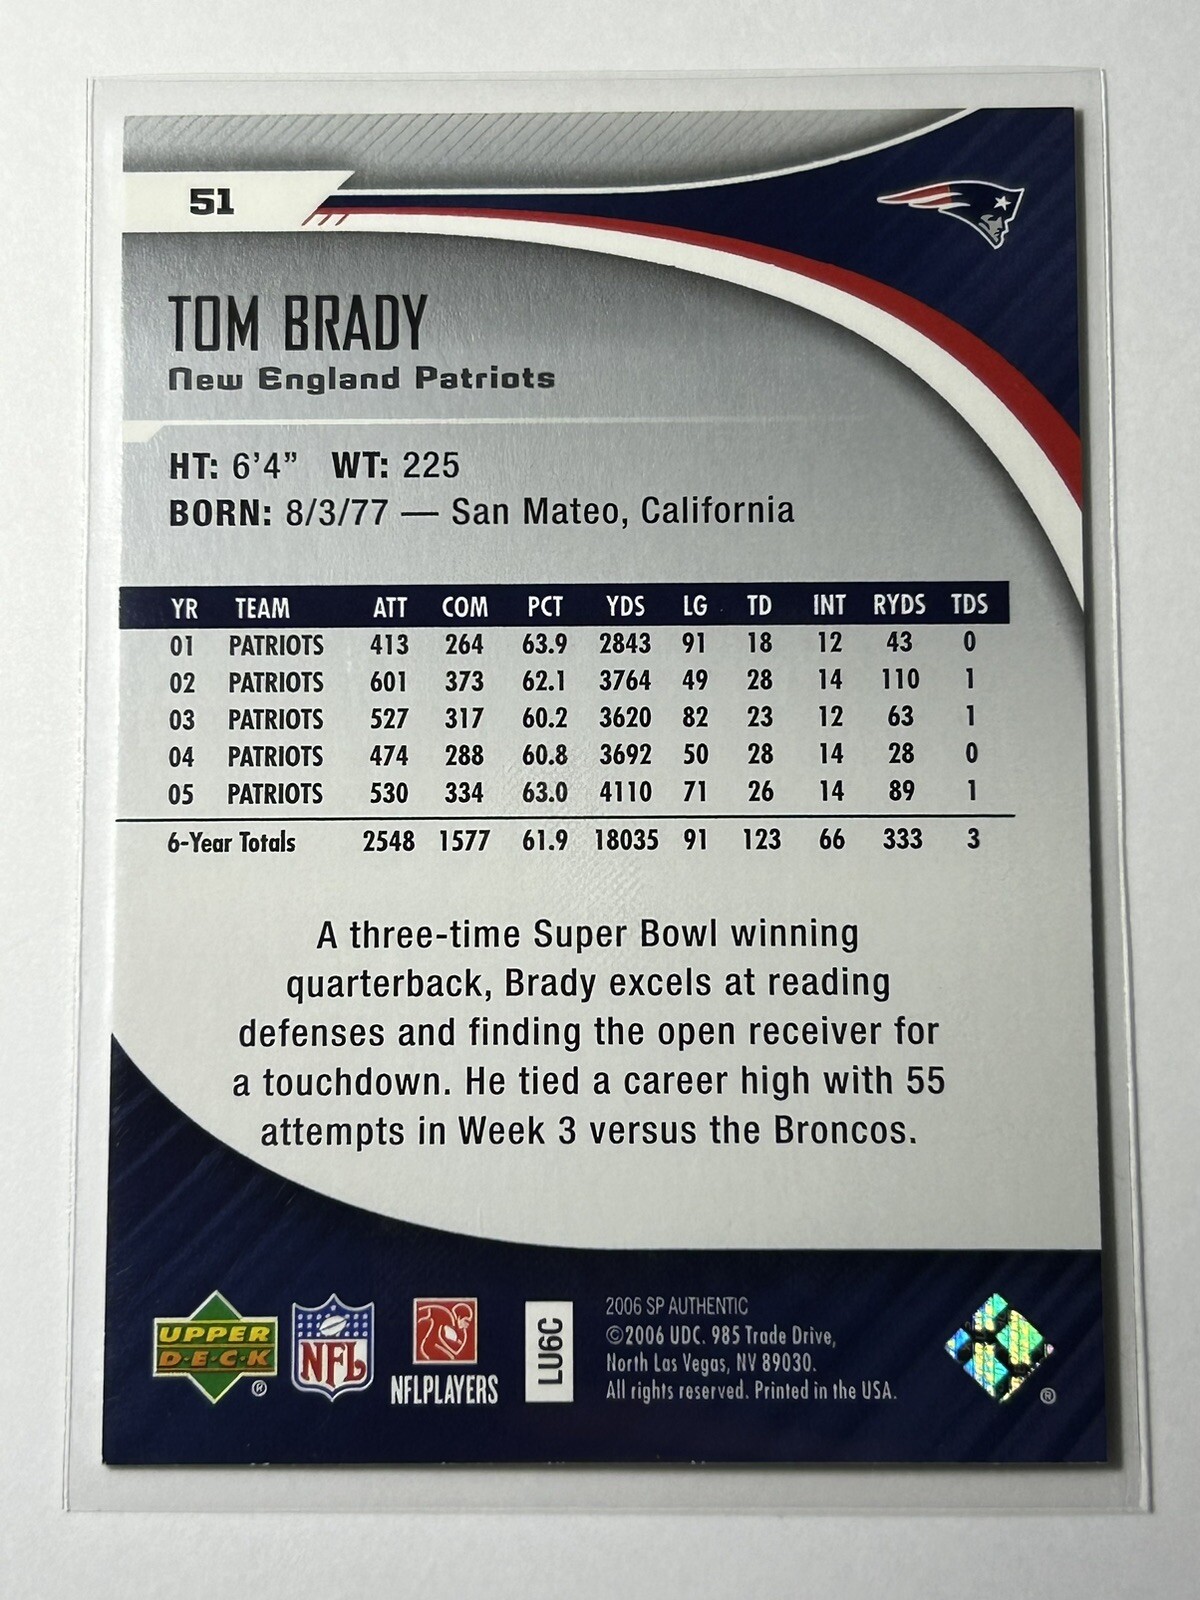 51
TOM BRADY
New England Patriots
HT: 6'4” WT: 225
BORN: 8/3/77 — San Mateo, California
YR TEAM ATT COM PCT YDS LG TD INT RYDS TDS
01 PATRIOTS 413 264 63.9 2843 91 18 12 43 0
02 PATRIOTS 601 373 62.1 3764 49 28 14 110 1
03 PATRIOTS 527 317 60.2 3620 82 23 12 63 1
04 PATRIOTS 474 288 60.8 3692 50 28 14 28 0
05 PATRIOTS 530 334 63.0 4110 71 26 14 89 1
6-Year Totals 2548 1577 61.9 18035 91 123 66 333 3
A three-time Super Bowl winning
quarterback, Brady excels at reading
defenses and finding the open receiver for
a touchdown. He tied a career high with 55
attempts in Week 3 versus the Broncos.
UPPER
D·E·C·K
®
NFL
NFLPLAYERS
LU6C
2006 SP AUTHENTIC
©2006 UDC. 985 Trade Drive,
North Las Vegas, NV 89030.
All rights reserved. Printed in the USA.
®